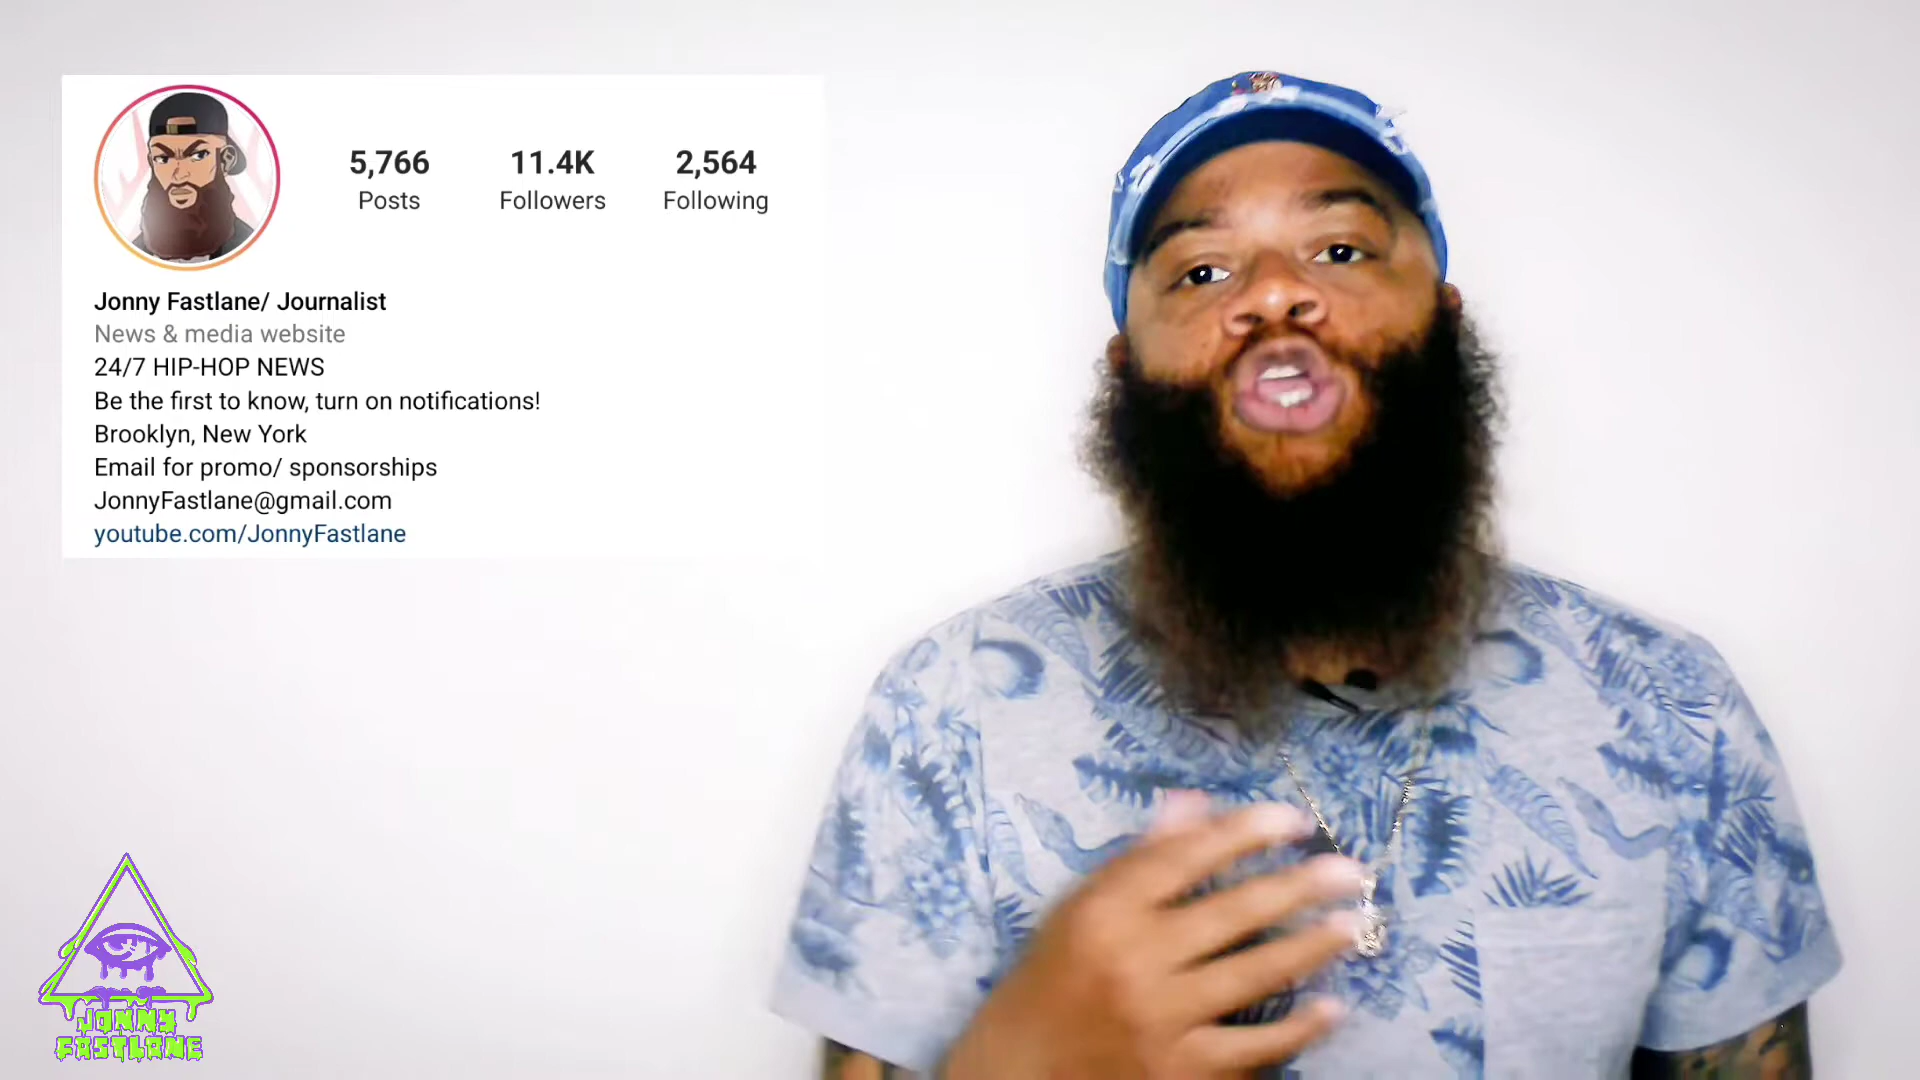 5,766 11.4K 2,564
Posts Followers Following
Jonny Fastlane/ Journalist
News & media website
24/7 HIP-HOP NEWS
Be the first to know, turn on notifications!
Brooklyn, New York
Email for promo/ sponsorships
JonnyFastlane@gmail.com
youtube.com/JonnyFastlane
JONNY
FASTLANE